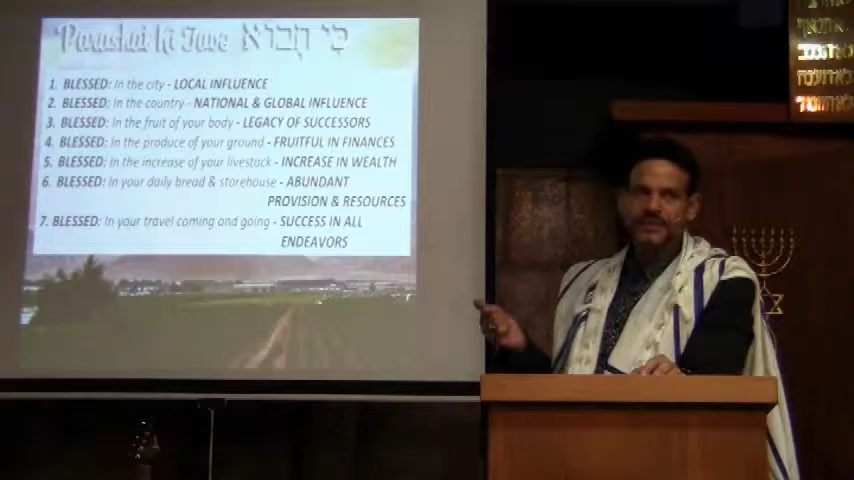 Parashat Ki Tavo כִּי תָבוֹא
1. BLESSED: In the city - LOCAL INFLUENCE
2. BLESSED: In the country - NATIONAL & GLOBAL INFLUENCE
3. BLESSED: In the fruit of your body - LEGACY OF SUCCESSORS
4. BLESSED: In the produce of your ground - FRUITFUL IN FINANCES
5. BLESSED: In the increase of your livestock - INCREASE IN WEALTH
6. BLESSED: In your daily bread & storehouse - ABUNDANT
PROVISION & RESOURCES
7. BLESSED: In your travel coming and going - SUCCESS IN ALL
ENDEAVORS